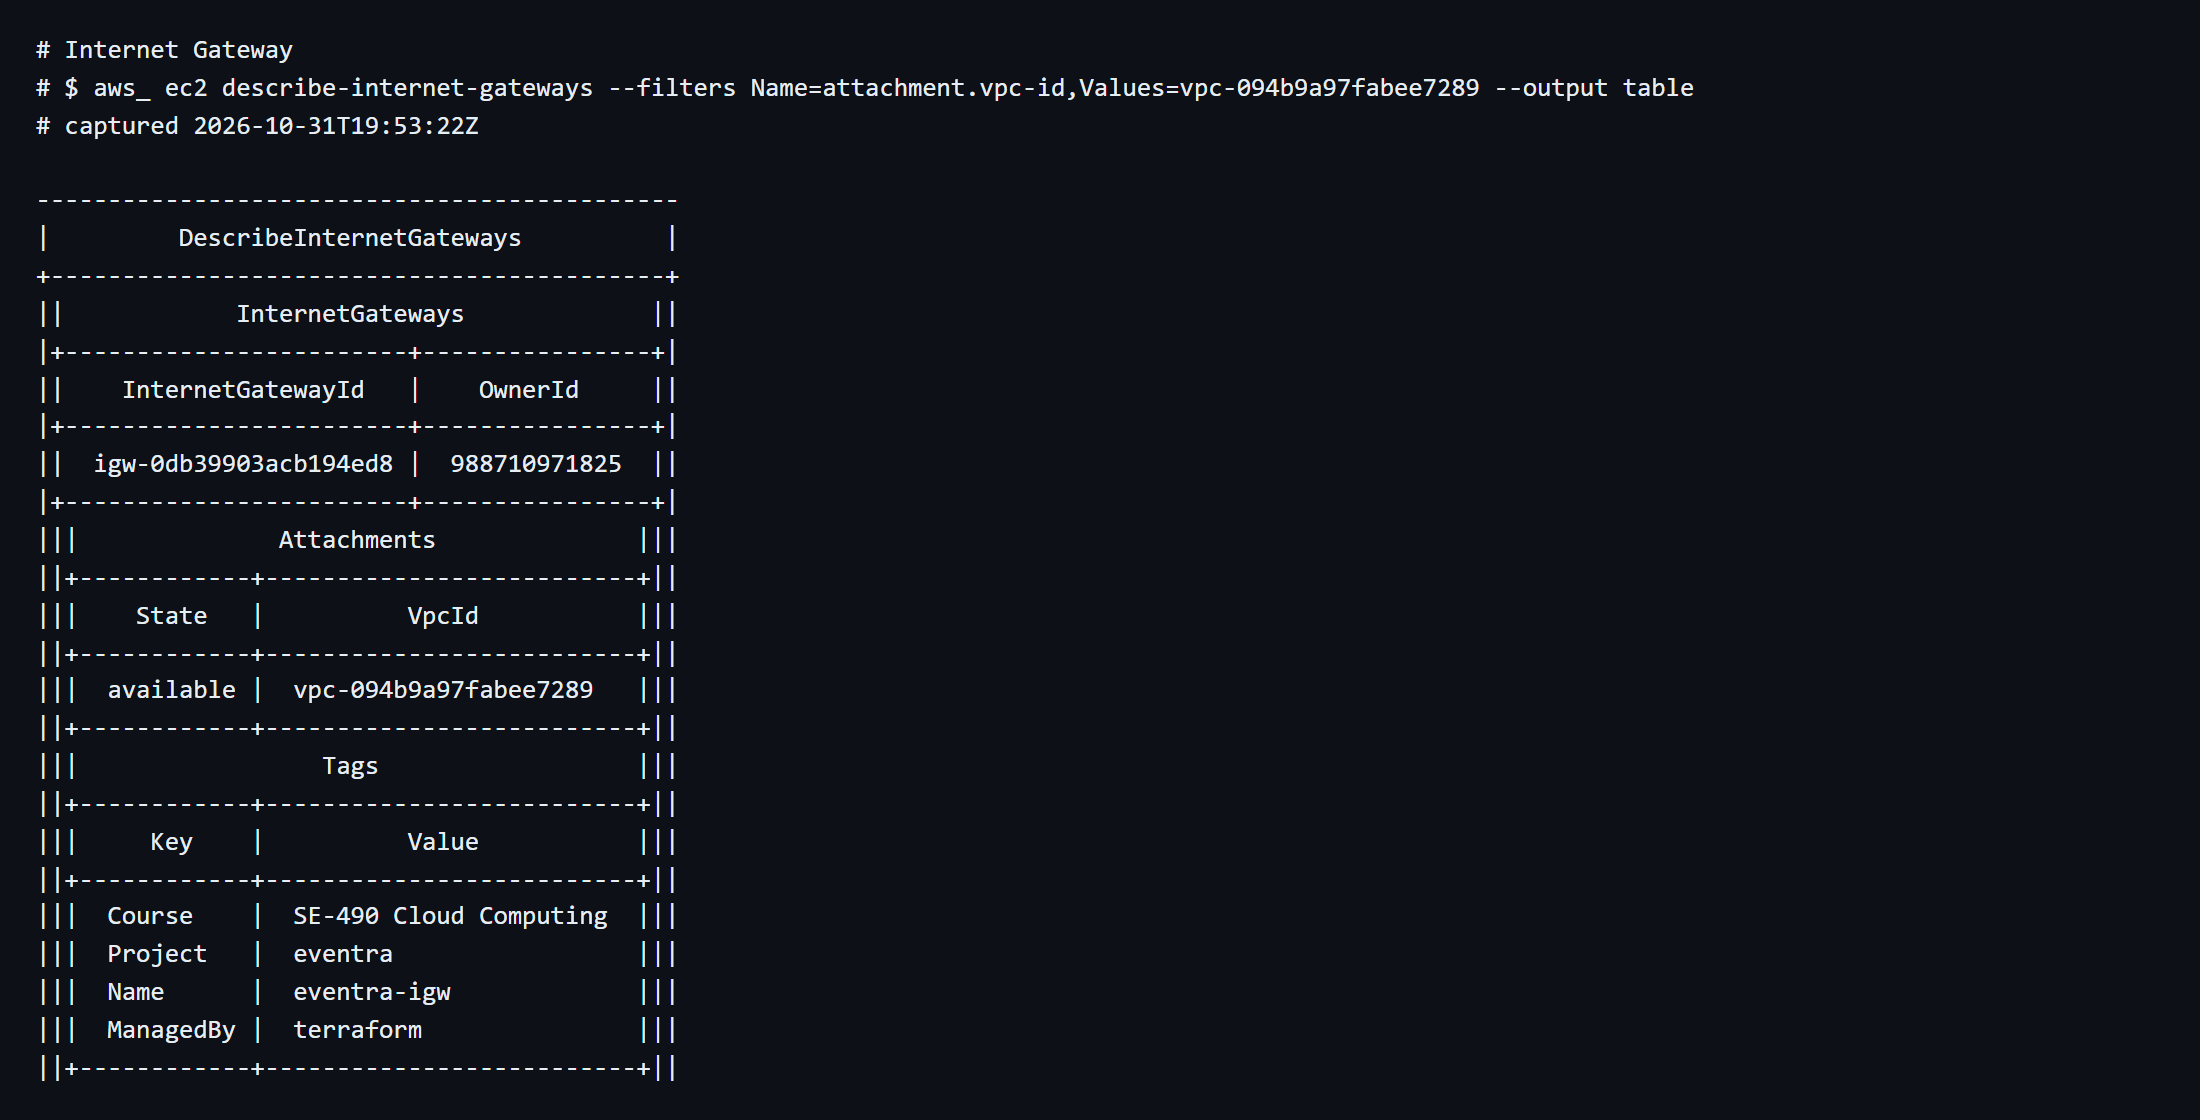 # Internet Gateway
# $ aws_ ec2 describe-internet-gateways --filters Name=attachment.vpc-id,Values=vpc-094b9a97fabee7289 --output table
# captured 2026-10-31T19:53:22Z

---------------------------------------------
|         DescribeInternetGateways          |
+-------------------------------------------+
||            InternetGateways             ||
|+------------------------+----------------+|
||    InternetGatewayId   |    OwnerId     ||
|+------------------------+----------------+|
||  igw-0db39903acb194ed8 |  988710971825  ||
|+------------------------+----------------+|
|||              Attachments              |||
||+------------+--------------------------+||
|||    State   |          VpcId           |||
||+------------+--------------------------+||
|||  available |  vpc-094b9a97fabee7289   |||
||+------------+--------------------------+||
|||                 Tags                  |||
||+------------+--------------------------+||
|||     Key    |          Value           |||
||+------------+--------------------------+||
|||  Course    |  SE-490 Cloud Computing  |||
|||  Project   |  eventra                 |||
|||  Name      |  eventra-igw             |||
|||  ManagedBy |  terraform               |||
||+------------+--------------------------+||